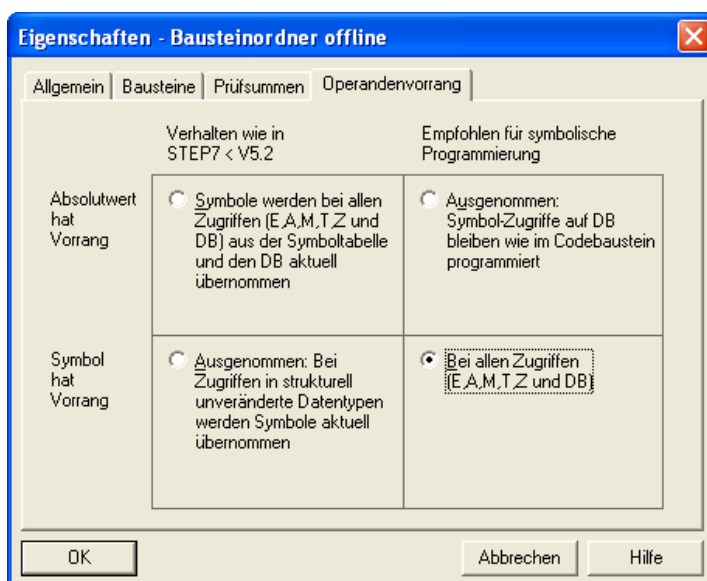 Eigenschaften - Bausteinordner offline
Allgemein
Bausteine
Prüfsummen
Operandenvorrang
Verhalten wie in
STEP7 < V5.2
Empfohlen für symbolische
Programmierung
Absolutwert
hat
Vorrang
Symbole werden bei allen
Zugriffen (E,A,M,T,Z und
DB) aus der Symboltabelle
und den DB aktuell
übernommen
Ausgenommen:
Symbol-Zugriffe auf DB
bleiben wie im Codebaustein
programmiert
Symbol
hat
Vorrang
Ausgenommen: Bei
Zugriffen in strukturell
unveränderte Datentypen
werden Symbole aktuell
übernommen
Bei allen Zugriffen
(E,A,M,T,Z und DB)
OK
Abbrechen
Hilfe